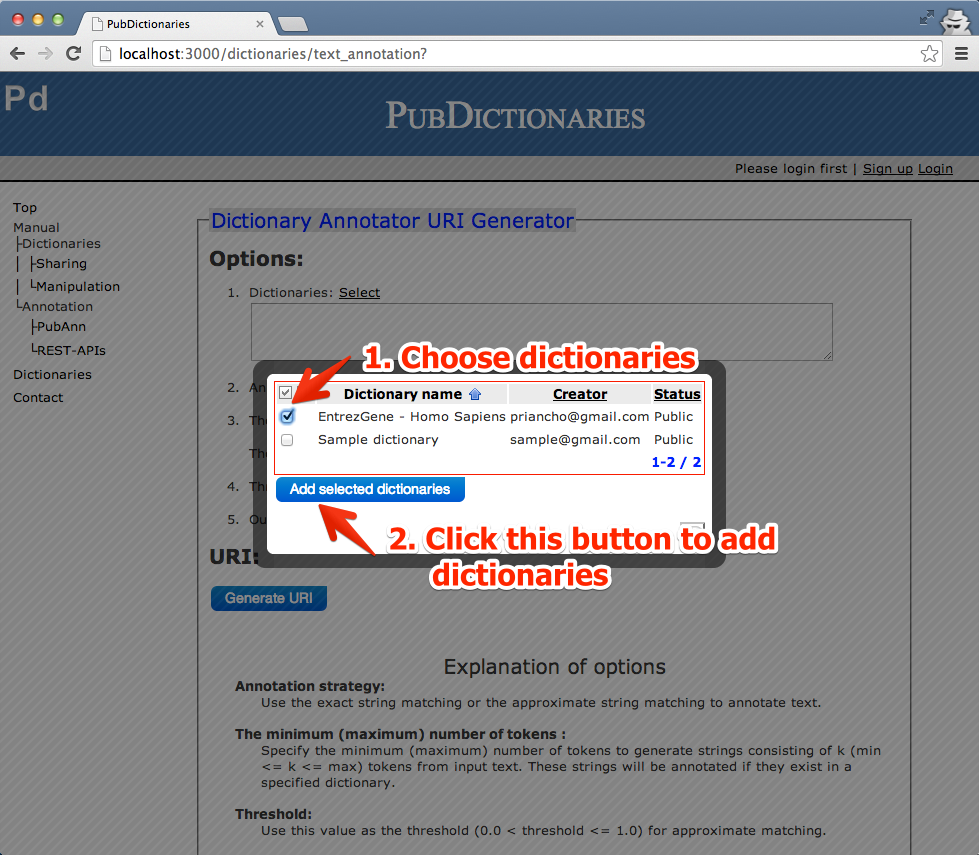 PubDictionaries
localhost:3000/dictionaries/text_annotation?
Pd
PUBDICTIONARIES
Please login first | Sign up Login
Top
Manual
├Dictionaries
│ ├Sharing
│ └Manipulation
└Annotation
├PubAnn
└REST-APIs
Dictionaries
Contact
Dictionary Annotator URI Generator
Options:
1. Dictionaries: Select
1. Choose dictionaries
2.
3.
4.
5.
Dictionary name Creator Status
EntrezGene - Homo Sapiens priancho@gmail.com Public
Sample dictionary sample@gmail.com Public
1-2 / 2
Add selected dictionaries
2. Click this button to add
dictionaries
URI:
Generate URI
Explanation of options
Annotation strategy:
Use the exact string matching or the approximate string matching to annotate text.
The minimum (maximum) number of tokens :
Specify the minimum (maximum) number of tokens to generate strings consisting of k (min
<= k <= max) tokens from input text. These strings will be annotated if they exist in a
specified dictionary.
Threshold:
Use this value as the threshold (0.0 < threshold <= 1.0) for approximate matching.